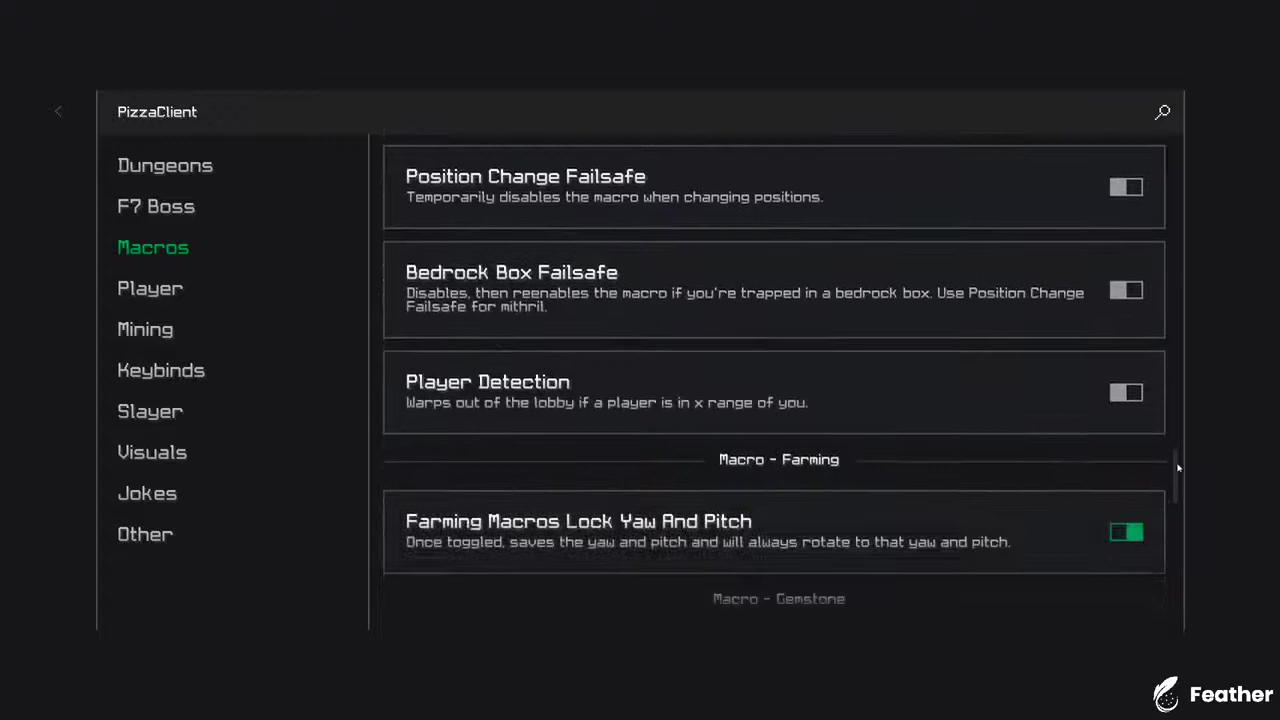 PizzaClient
Dungeons
F7 Boss
Macros
Player
Mining
Keybinds
Slayer
Visuals
Jokes
Other
Position Change Failsafe
Temporarily disables the macro when changing positions.
Bedrock Box Failsafe
Disables, then reenables the macro if you're trapped in a bedrock box. Use Position Change
Failsafe for mithril.
Player Detection
Warps out of the lobby if a player is in x range of you.
Macro - Farming
Farming Macros Lock Yaw And Pitch
Once toggled, saves the yaw and pitch and will always rotate to that yaw and pitch.
Macro - Gemstone
Feather